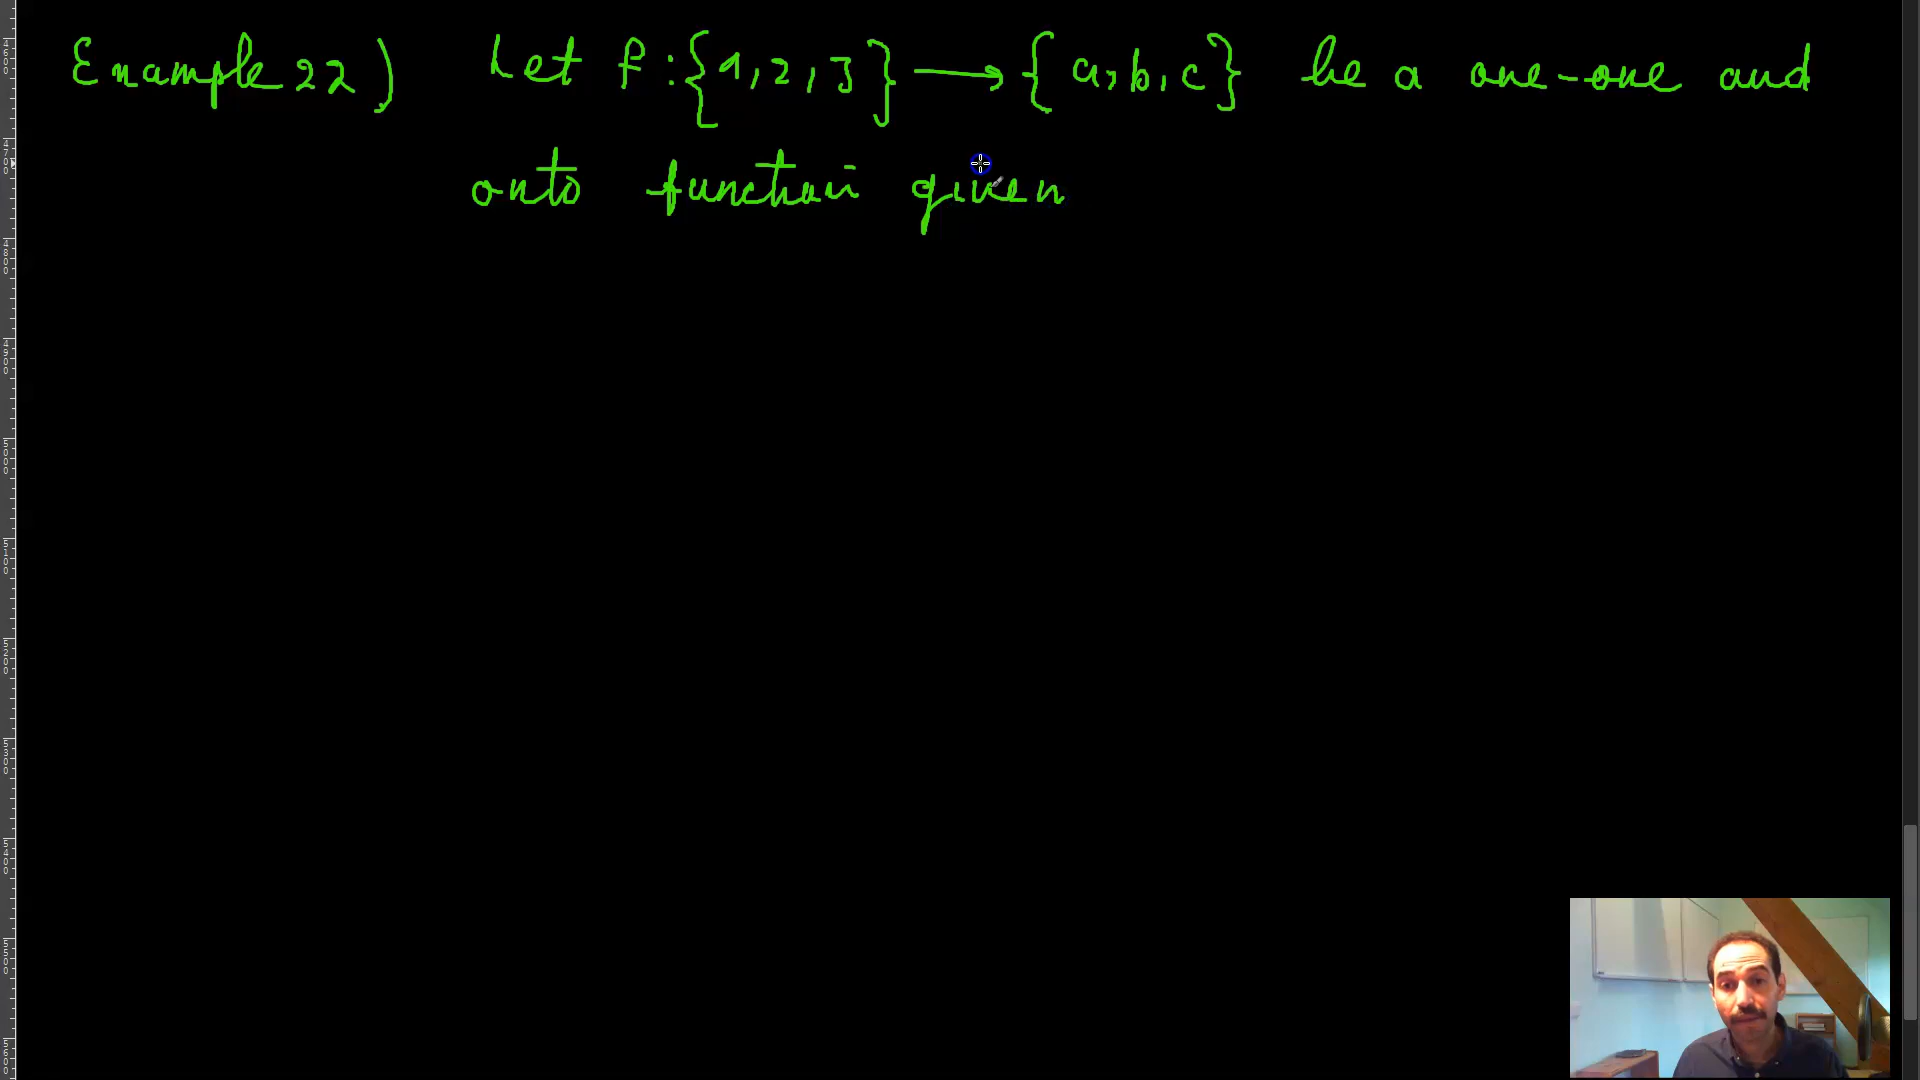 Example 22) Let f : {1, 2, 3} → {a, b, c} be a one-one and
onto function given